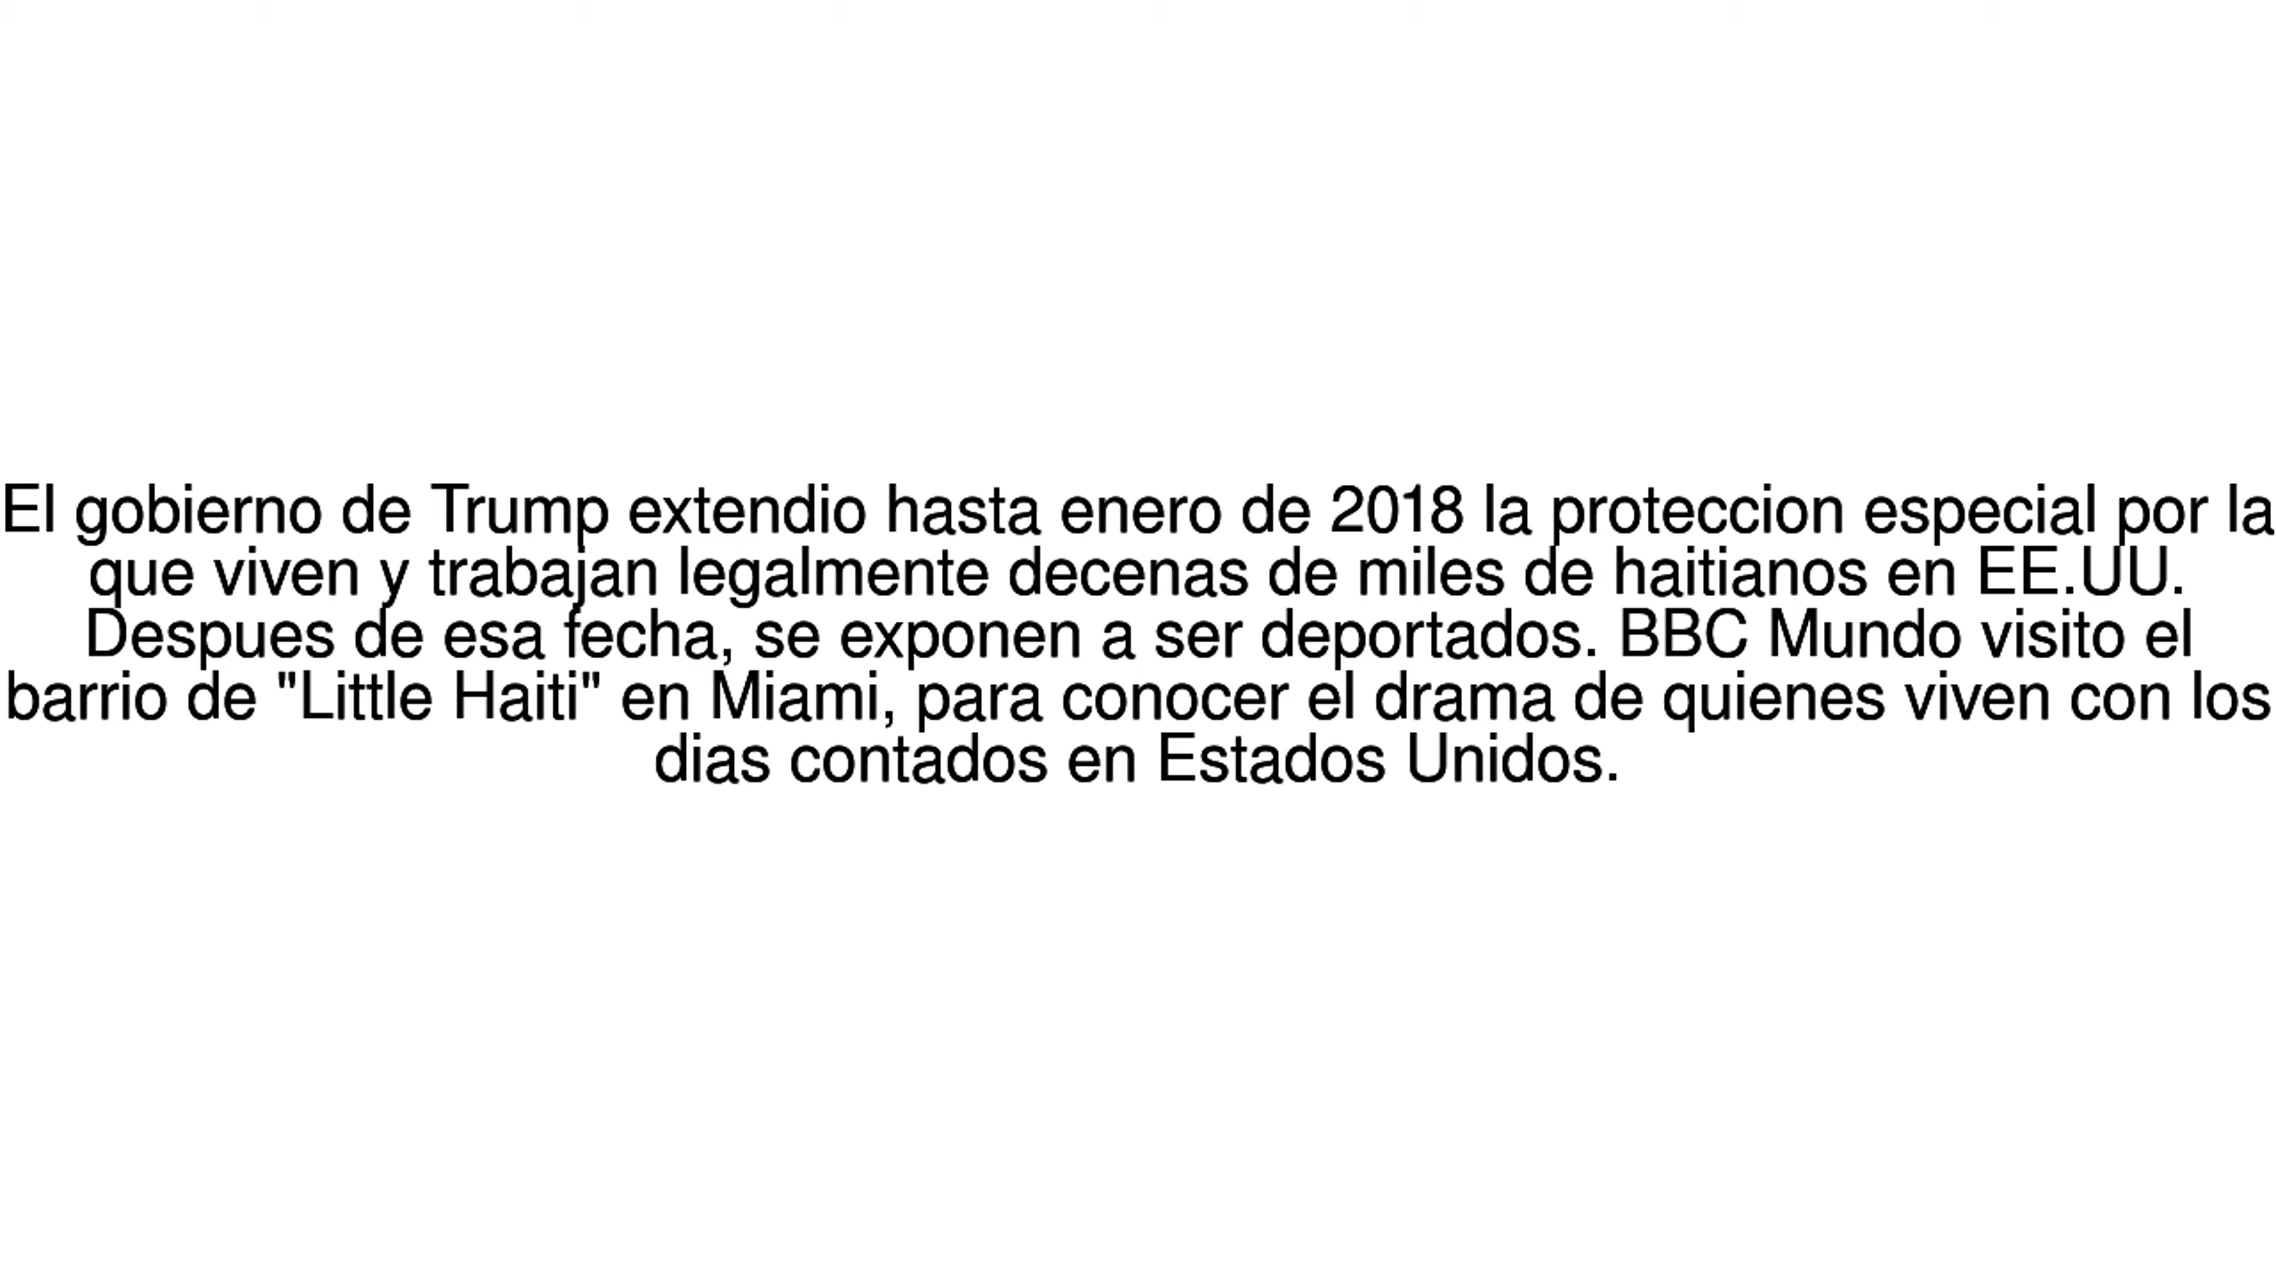 El gobierno de Trump extendio hasta enero de 2018 la proteccion especial por la
que viven y trabajan legalmente decenas de miles de haitianos en EE.UU.
Despues de esa fecha, se exponen a ser deportados. BBC Mundo visito el
barrio de "Little Haiti" en Miami, para conocer el drama de quienes viven con los
dias contados en Estados Unidos.